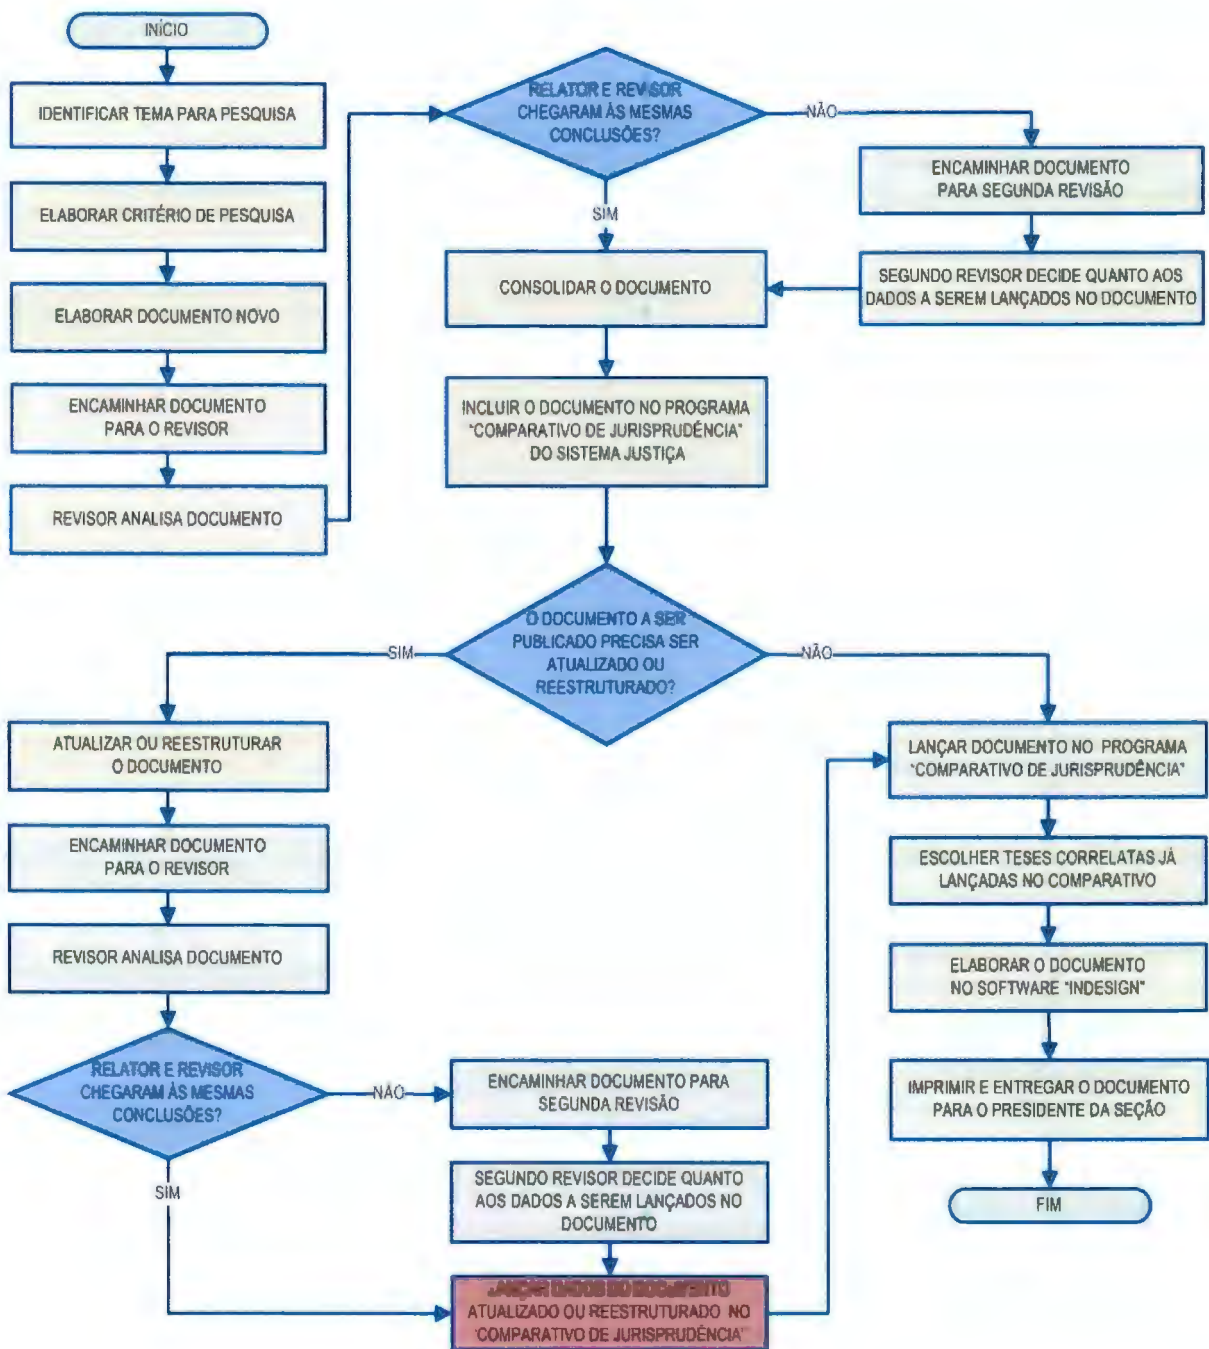 INÍCIO
IDENTIFICAR TEMA PARA PESQUISA
ELABORAR CRITÉRIO DE PESQUISA
ELABORAR DOCUMENTO NOVO
ENCAMINHAR DOCUMENTO
PARA O REVISOR
REVISOR ANALISA DOCUMENTO
RELATOR E REVISOR
CHEGARAM ÀS MESMAS
CONCLUSÕES?
NÃO
ENCAMINHAR DOCUMENTO
PARA SEGUNDA REVISÃO
SEGUNDO REVISOR DECIDE QUANTO AOS
DADOS A SEREM LANÇADOS NO DOCUMENTO
SIM
CONSOLIDAR O DOCUMENTO
INCLUIR O DOCUMENTO NO PROGRAMA
"COMPARATIVO DE JURISPRUDÊNCIA"
DO SISTEMA JUSTIÇA
O DOCUMENTO A SER
PUBLICADO PRECISA SER
ATUALIZADO OU
REESTRUTURADO?
SIM
NÃO
ATUALIZAR OU REESTRUTURAR
O DOCUMENTO
ENCAMINHAR DOCUMENTO
PARA O REVISOR
REVISOR ANALISA DOCUMENTO
RELATOR E REVISOR
CHEGARAM ÀS MESMAS
CONCLUSÕES?
NÃO
ENCAMINHAR DOCUMENTO PARA
SEGUNDA REVISÃO
SEGUNDO REVISOR DECIDE QUANTO
AOS DADOS A SEREM LANÇADOS NO
DOCUMENTO
SIM
LANÇAR DADOS DO DOCUMENTO
ATUALIZADO OU REESTRUTURADO NO
"COMPARATIVO DE JURISPRUDÊNCIA"
LANÇAR DOCUMENTO NO PROGRAMA
"COMPARATIVO DE JURISPRUDÊNCIA"
ESCOLHER TESES CORRELATAS JÁ
LANÇADAS NO COMPARATIVO
ELABORAR O DOCUMENTO
NO SOFTWARE "INDESIGN"
IMPRIMIR E ENTREGAR O DOCUMENTO
PARA O PRESIDENTE DA SEÇÃO
FIM